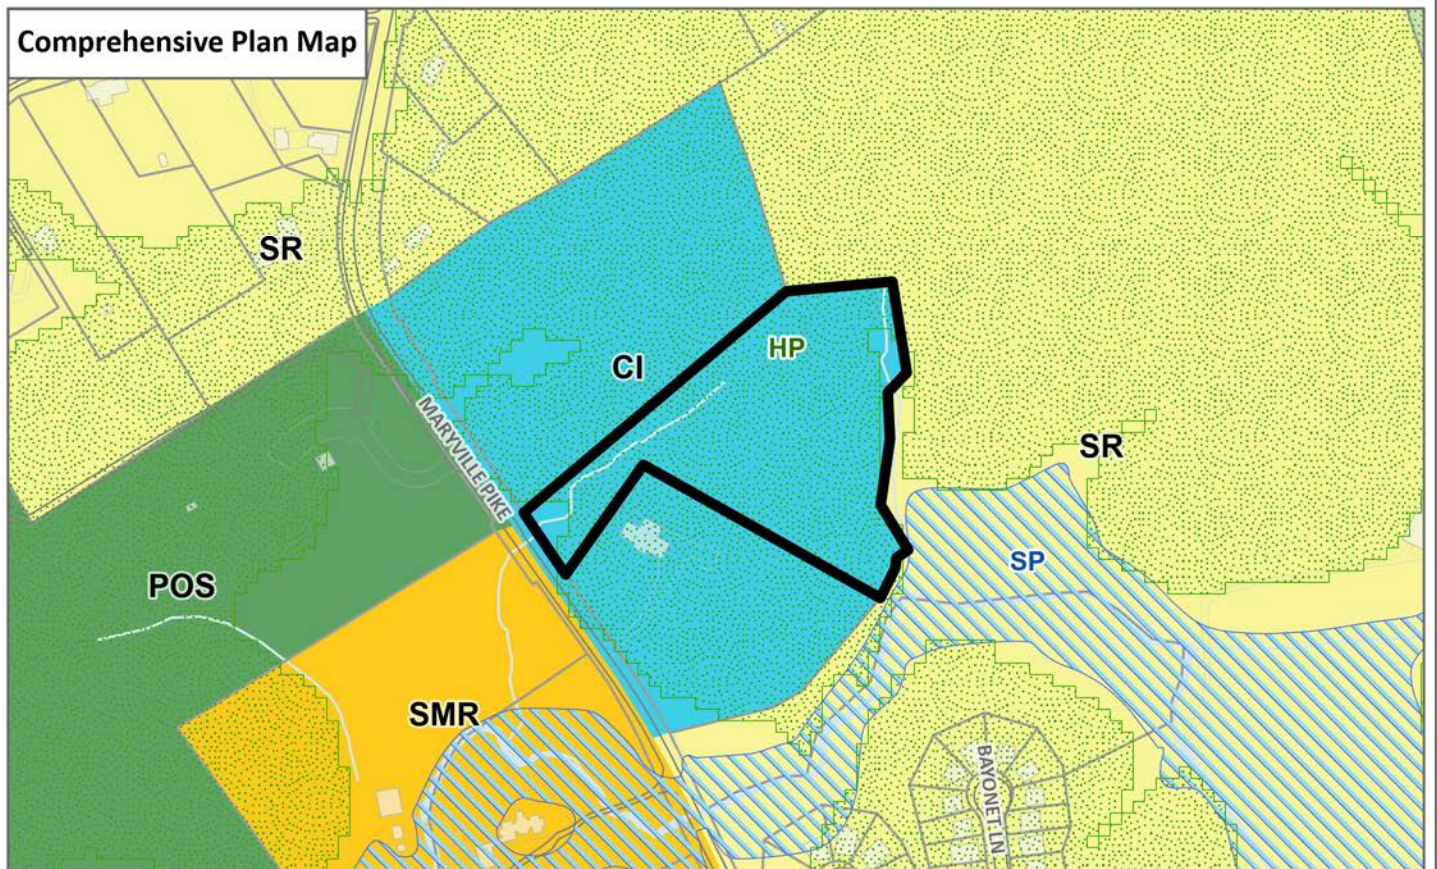 Comprehensive Plan Map
SR
HP
CI
MARYVILLE PIKE
SR
SP
POS
SMR
BAYONET LN